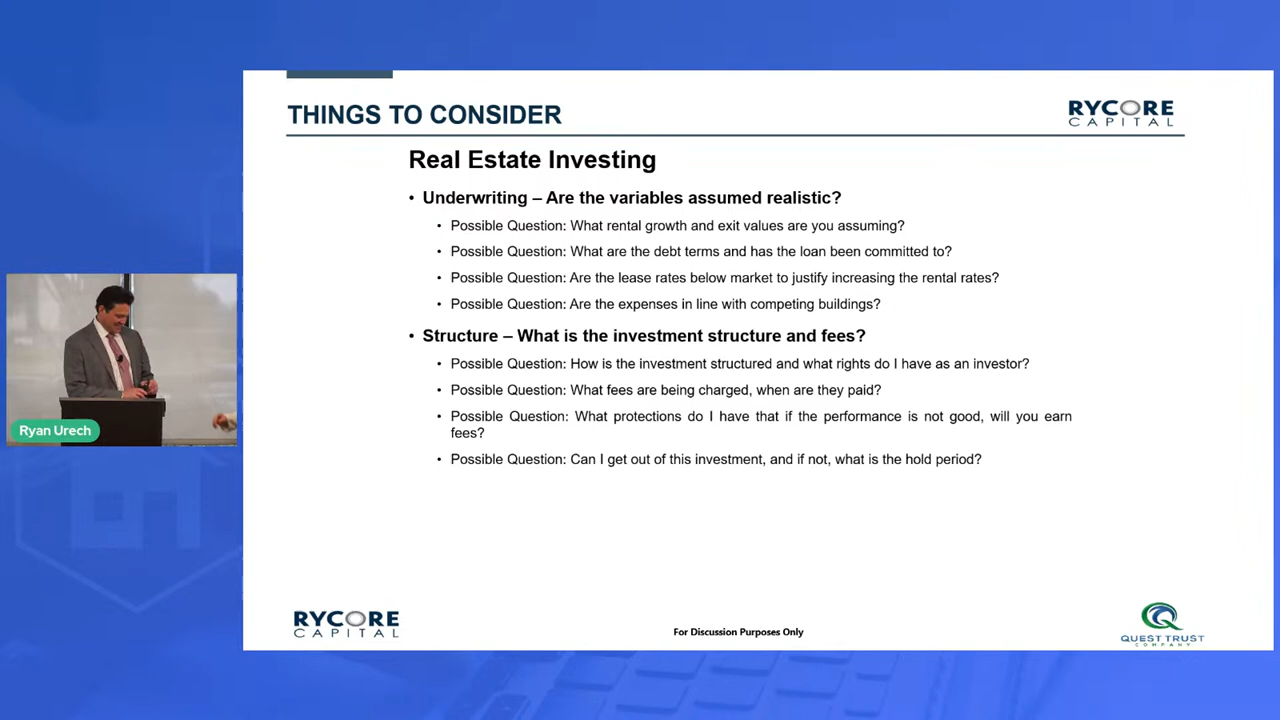 THINGS TO CONSIDER
RYCORE
CAPITAL
Real Estate Investing
• Underwriting – Are the variables assumed realistic?
• Possible Question: What rental growth and exit values are you assuming?
• Possible Question: What are the debt terms and has the loan been committed to?
• Possible Question: Are the lease rates below market to justify increasing the rental rates?
• Possible Question: Are the expenses in line with competing buildings?
• Structure – What is the investment structure and fees?
• Possible Question: How is the investment structured and what rights do I have as an investor?
• Possible Question: What fees are being charged, when are they paid?
• Possible Question: What protections do I have that if the performance is not good, will you earn
fees?
• Possible Question: Can I get out of this investment, and if not, what is the hold period?
Ryan Urech
RYCORE
CAPITAL
For Discussion Purposes Only
QUEST TRUST
COMPANY